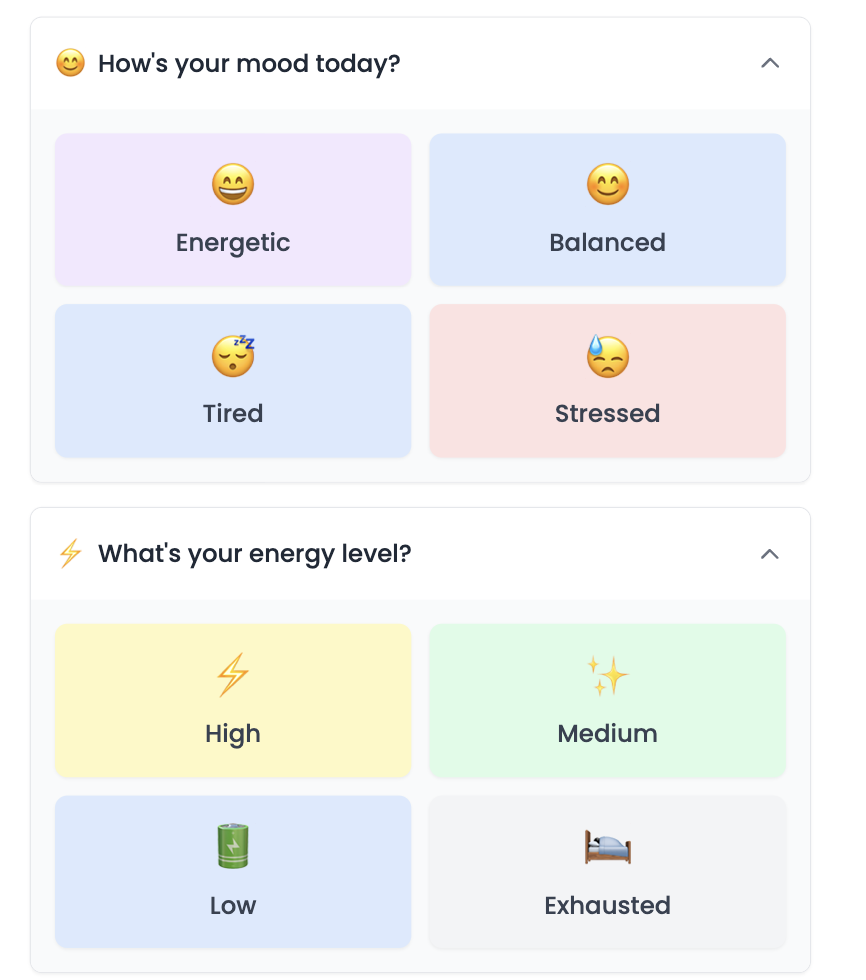 How's your mood today?
Energetic
Balanced
Tired
Stressed
What's your energy level?
High
Medium
Low
Exhausted